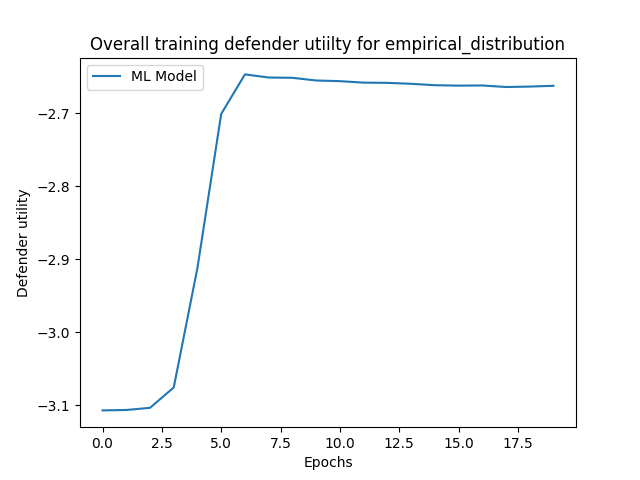 Overall training defender utiilty for empirical_distribution
ML Model
Defender utility
−2.7
−2.8
−2.9
−3.0
−3.1
0.0 2.5 5.0 7.5 10.0 12.5 15.0 17.5
Epochs